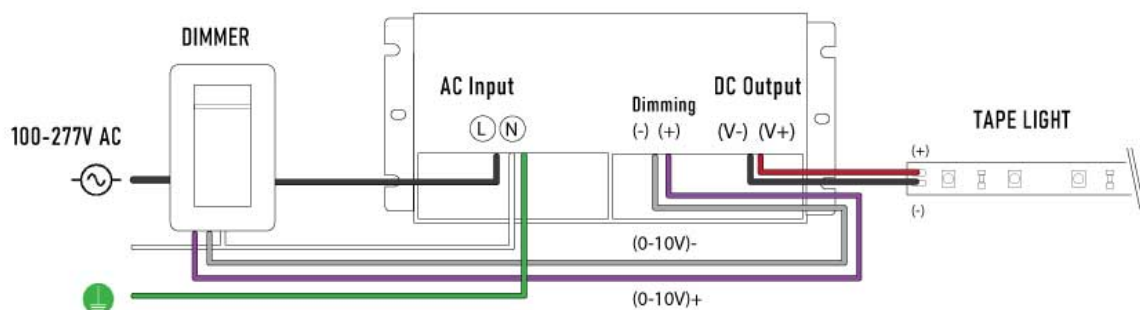 DIMMER
100-277V AC
AC Input
L N
Dimming
(-) (+)
DC Output
(V-) (V+)
TAPE LIGHT
(+)
(-)
(0-10V)-
(0-10V)+